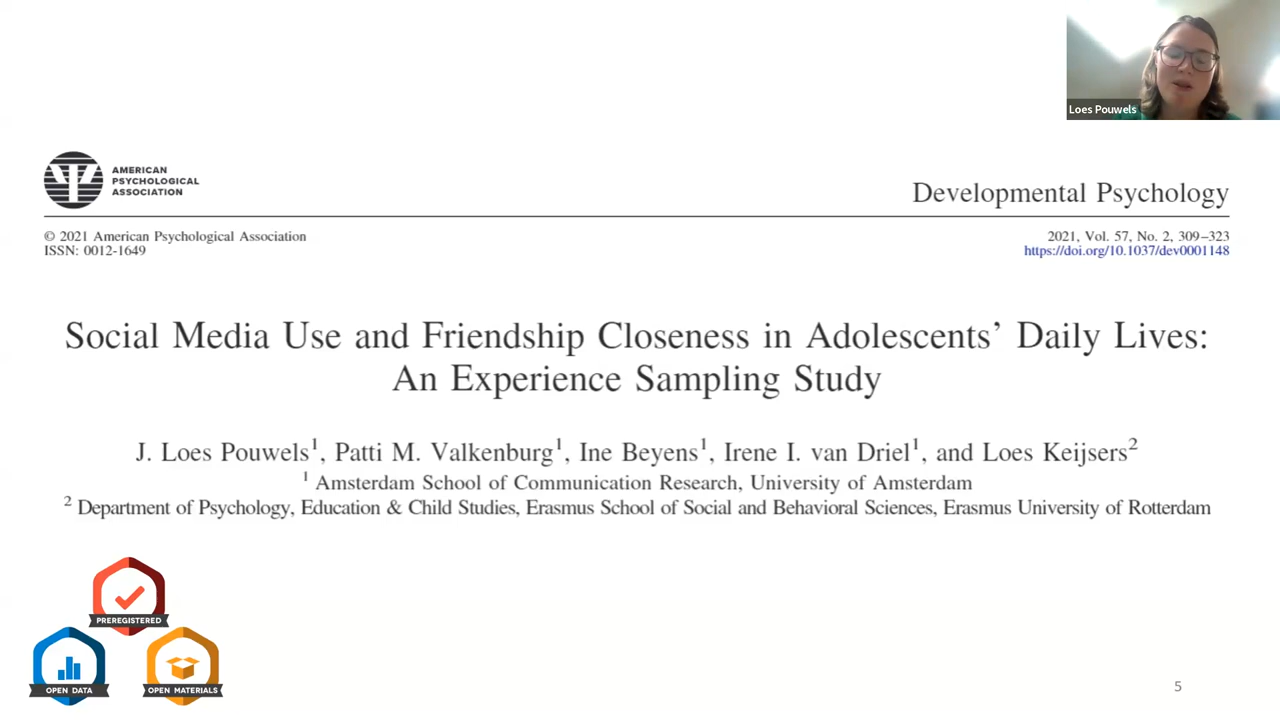 Loes Pouwels
AMERICAN
PSYCHOLOGICAL
ASSOCIATION
Developmental Psychology
© 2021 American Psychological Association
ISSN: 0012-1649
2021, Vol. 57, No. 2, 309–323
https://doi.org/10.1037/dev0001148
Social Media Use and Friendship Closeness in Adolescents’ Daily Lives:
An Experience Sampling Study
J. Loes Pouwels¹, Patti M. Valkenburg¹, Ine Beyens¹, Irene I. van Driel¹, and Loes Keijsers²
¹ Amsterdam School of Communication Research, University of Amsterdam
² Department of Psychology, Education & Child Studies, Erasmus School of Social and Behavioral Sciences, Erasmus University of Rotterdam
PREREGISTERED
OPEN DATA
OPEN MATERIALS
5